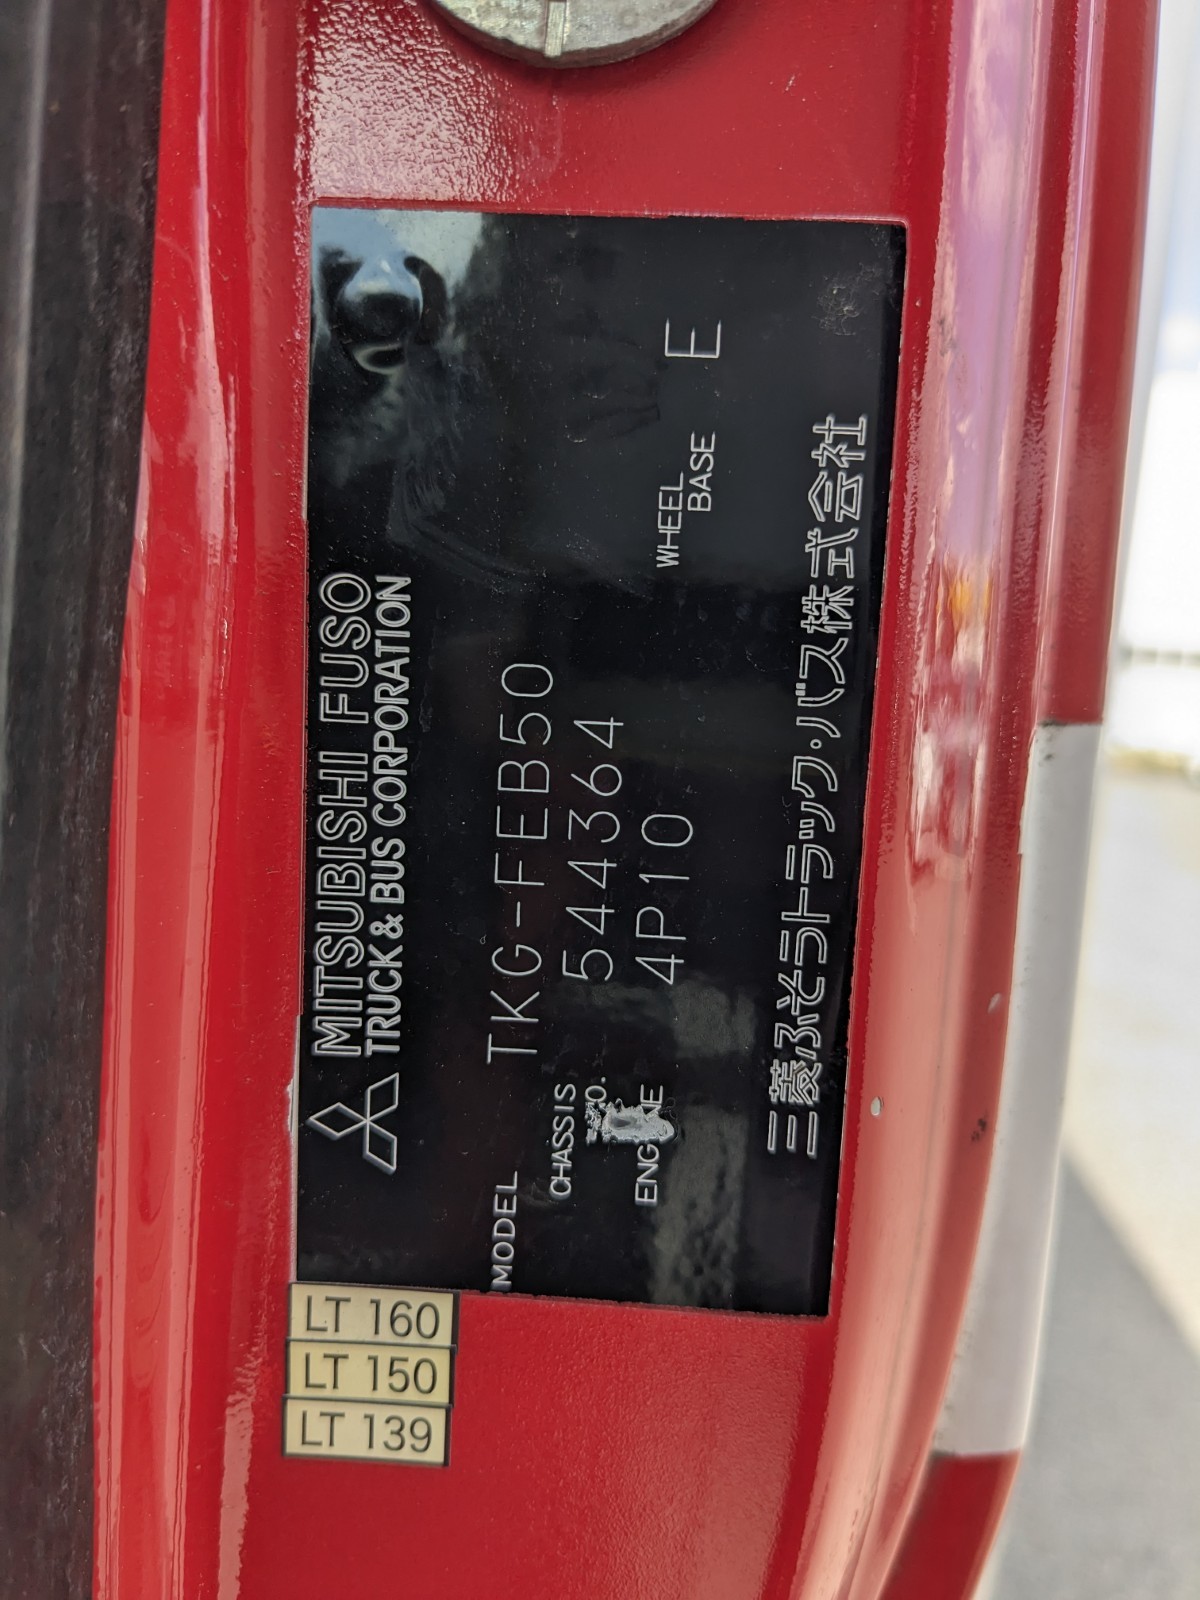 MITSUBISHI FUSO
TRUCK & BUS CORPORATION
MODEL TKG-FEB50
CHASSIS NO. 544364
ENGINE 4P10 WHEEL BASE E
三菱ふそうトラック・バス株式会社
LT 160
LT 150
LT 139